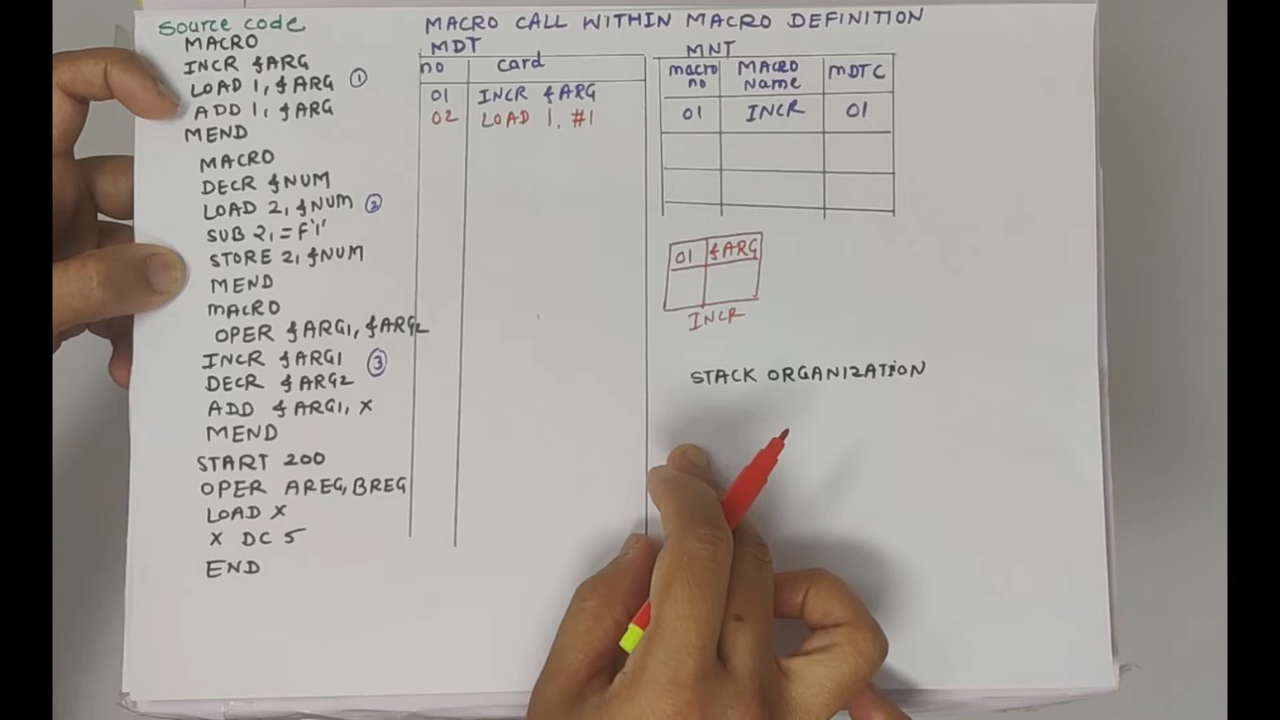 Source code
MACRO
INCR &ARG
LOAD 1, &ARG ①
ADD 1, &ARG
MEND
MACRO
DECR &NUM
LOAD 2, &NUM ②
SUB 2, = F'1'
STORE 2, &NUM
MEND
MACRO
OPER &ARG1, &ARG2
INCR &ARG1 ③
DECR &ARG2
ADD &ARG1, X
MEND
START 200
OPER AREG, BREG
LOAD X
X DC 5
END
MACRO CALL WITHIN MACRO DEFINITION
MDT
no card
01 INCR &ARG
02 LOAD 1, #1
MNT
macro no MACRO Name MDTC
01 INCR 01
01 &ARG
INCR
STACK ORGANIZATION